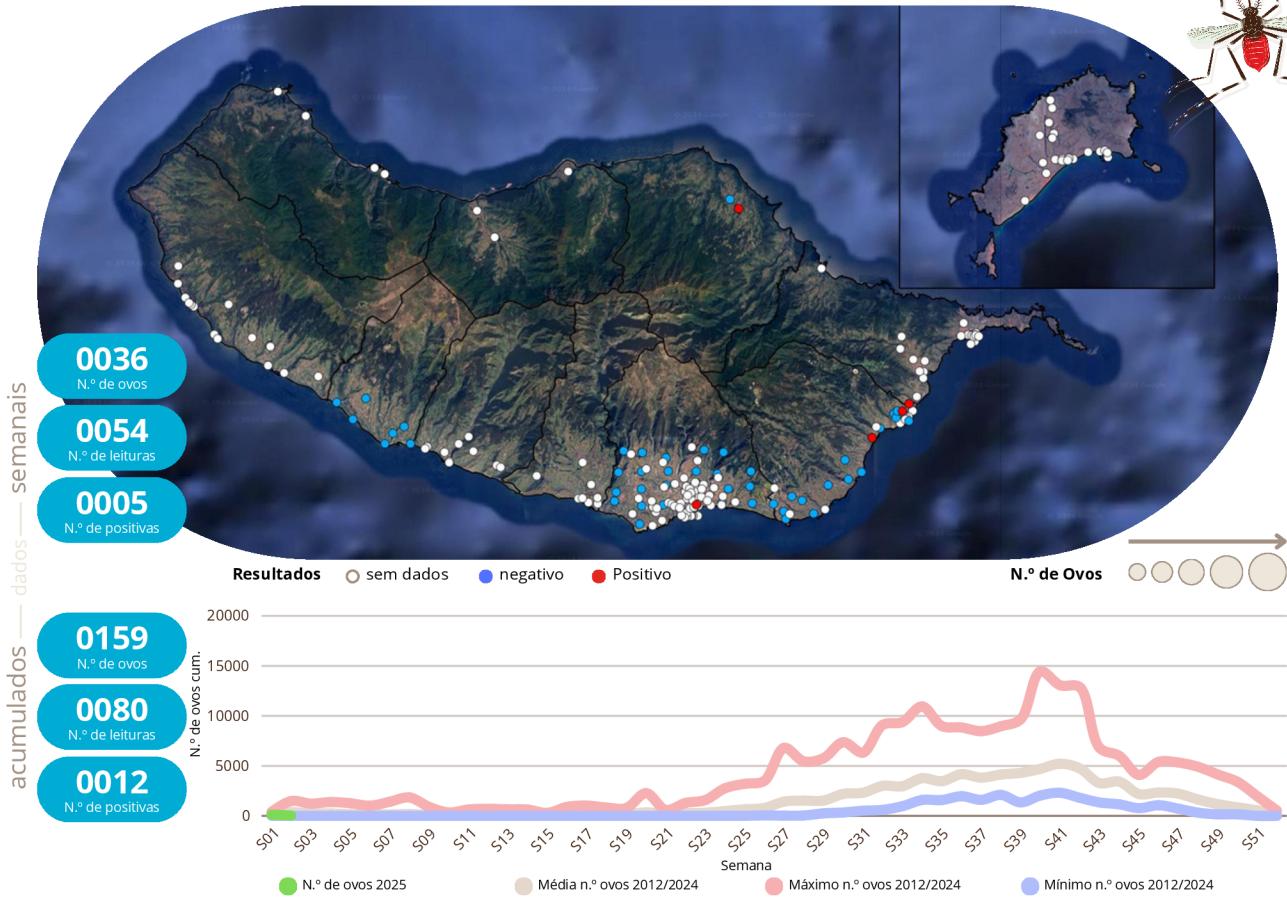 semanais
dados
acumulados
0036
N.º de ovos
0054
N.º de leituras
0005
N.º de positivas
Resultados
sem dados
negativo
Positivo
N.º de Ovos
0159
N.º de ovos
0080
N.º de leituras
0012
N.º de positivas
N.º de ovos cum.
20000
15000
10000
5000
0
S01
S03
S05
S07
S09
S11
S13
S15
S17
S19
S21
S23
S25
S27
S29
S31
S33
S35
S37
S39
S41
S43
S45
S47
S49
S51
Semana
N.º de ovos 2025
Média n.º ovos 2012/2024
Máximo n.º ovos 2012/2024
Mínimo n.º ovos 2012/2024